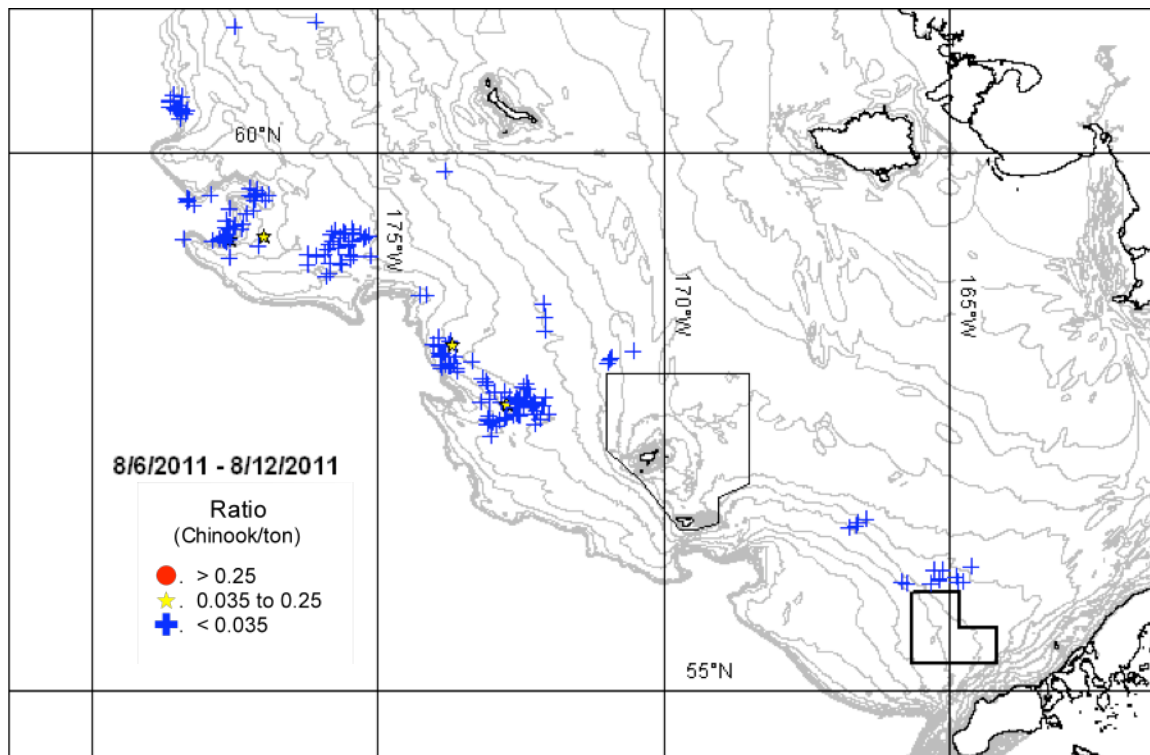 60°N
175°W
170°W
165°W
8/6/2011 - 8/12/2011
Ratio
(Chinook/ton)
. > 0.25
. 0.035 to 0.25
. < 0.035
55°N